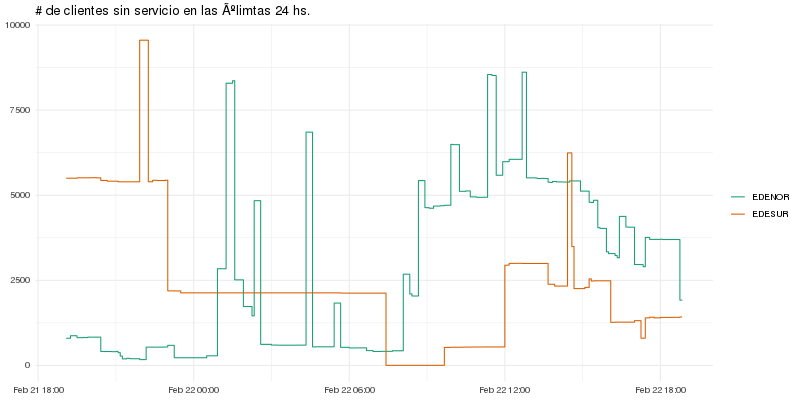 # de clientes sin servicio en las Ãºlimtas 24 hs.
10000
7500
5000
2500
0
Feb 21 18:00
Feb 22 00:00
Feb 22 06:00
Feb 22 12:00
Feb 22 18:00
EDENOR
EDESUR